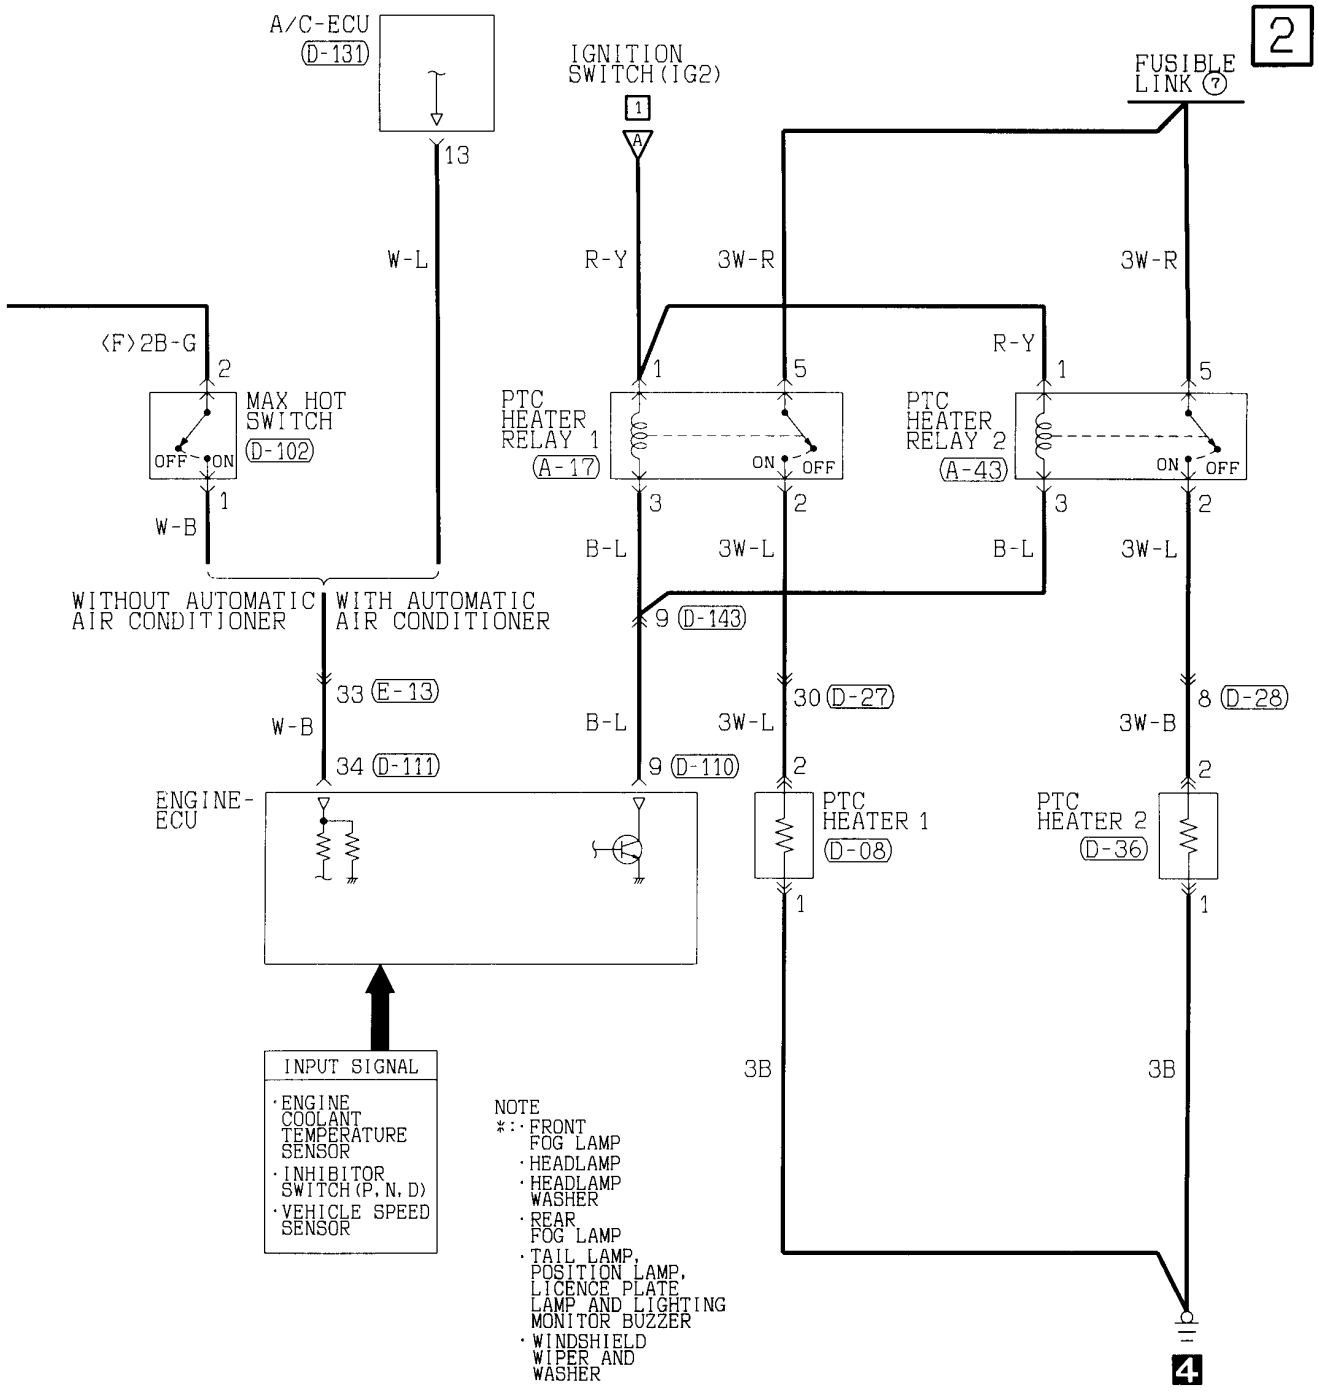 2
A/C-ECU
(D-131)
13
IGNITION
SWITCH(IG2)
1
A
FUSIBLE
LINK ⑦
W-L
R-Y
3W-R
3W-R
<F>2B-G
2
MAX HOT
SWITCH
(D-102)
OFF
ON
1
W-B
1
5
PTC
HEATER
RELAY 1
(A-17)
ON
OFF
3
2
R-Y
1
5
PTC
HEATER
RELAY 2
(A-43)
ON
OFF
3
2
B-L
3W-L
B-L
3W-L
WITHOUT AUTOMATIC
AIR CONDITIONER
WITH AUTOMATIC
AIR CONDITIONER
9 (D-143)
33 (E-13)
30 (D-27)
8 (D-28)
W-B
B-L
3W-L
3W-B
34 (D-111)
9 (D-110)
2
2
ENGINE-
ECU
PTC
HEATER 1
(D-08)
PTC
HEATER 2
(D-36)
1
1
3B
3B
INPUT SIGNAL
·ENGINE
COOLANT
TEMPERATURE
SENSOR
·INHIBITOR
SWITCH(P,N,D)
·VEHICLE SPEED
SENSOR
NOTE
*:·FRONT
FOG LAMP
·HEADLAMP
·HEADLAMP
WASHER
·REAR
FOG LAMP
·TAIL LAMP,
POSITION LAMP,
LICENCE PLATE
LAMP AND LIGHTING
MONITOR BUZZER
·WINDSHIELD
WIPER AND
WASHER
4